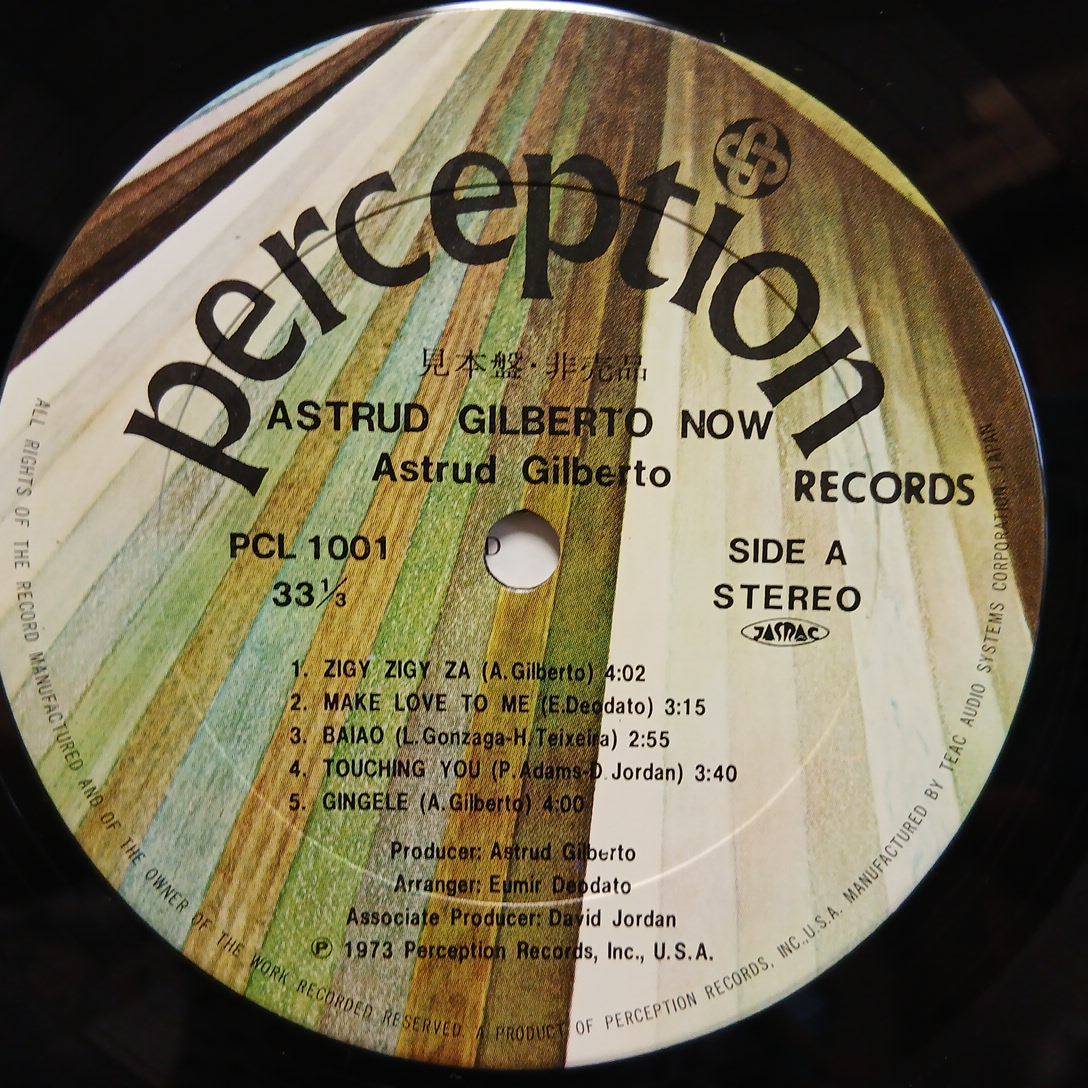 perception
RECORDS
見本盤·非売品
ASTRUD GILBERTO NOW
Astrud Gilberto
PCL 1001
33⅓
D
SIDE A
STEREO
JASRAC
1. ZIGY ZIGY ZA (A.Gilberto) 4:02
2. MAKE LOVE TO ME (E.Deodato) 3:15
3. BAIAO (L.Gonzaga-H.Teixeira) 2:55
4. TOUCHING YOU (P.Adams-D.Jordan) 3:40
5. GINGELE (A.Gilberto) 4:00
Producer: Astrud Gilberto
Arranger: Eumir Deodato
Associate Producer: David Jordan
℗ 1973 Perception Records, Inc., U.S.A.
ALL RIGHTS OF THE RECORD MANUFACTURED AND OF THE OWNER OF THE WORK RECORDED RESERVED A PRODUCT OF PERCEPTION RECORDS, INC.,U.S.A. MANUFACTURED BY TEAC AUDIO SYSTEMS CORPORATION JAPAN